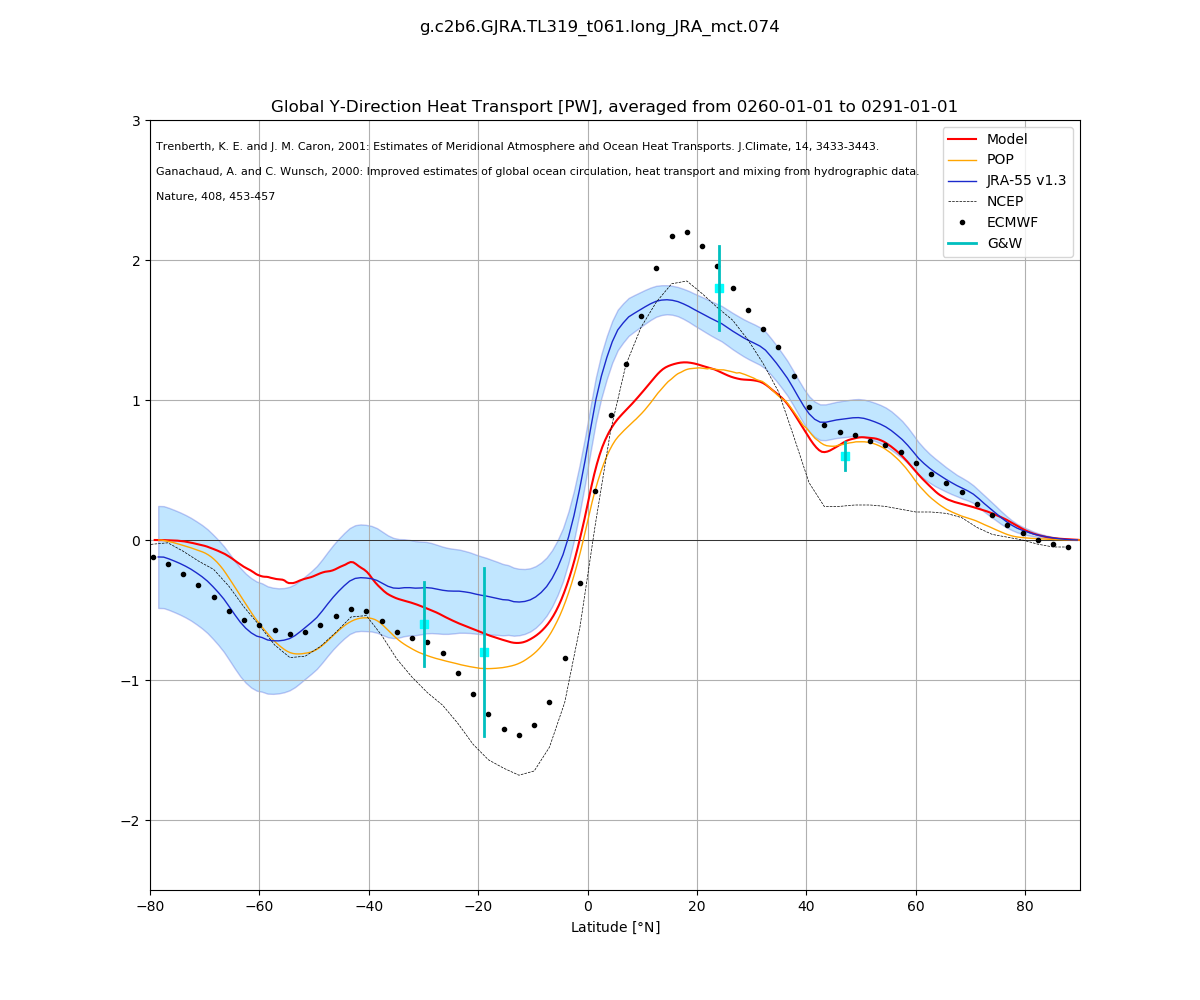 g.c2b6.GJRA.TL319_t061.long_JRA_mct.074
Global Y-Direction Heat Transport [PW], averaged from 0260-01-01 to 0291-01-01
Trenberth, K. E. and J. M. Caron, 2001: Estimates of Meridional Atmosphere and Ocean Heat Transports. J.Climate, 14, 3433-3443.
Ganachaud, A. and C. Wunsch, 2000: Improved estimates of global ocean circulation, heat transport and mixing from hydrographic data.
Nature, 408, 453-457
Model
POP
JRA-55 v1.3
NCEP
ECMWF
G&W
3
2
1
0
−1
−2
−80 −60 −40 −20 0 20 40 60 80
Latitude [°N]